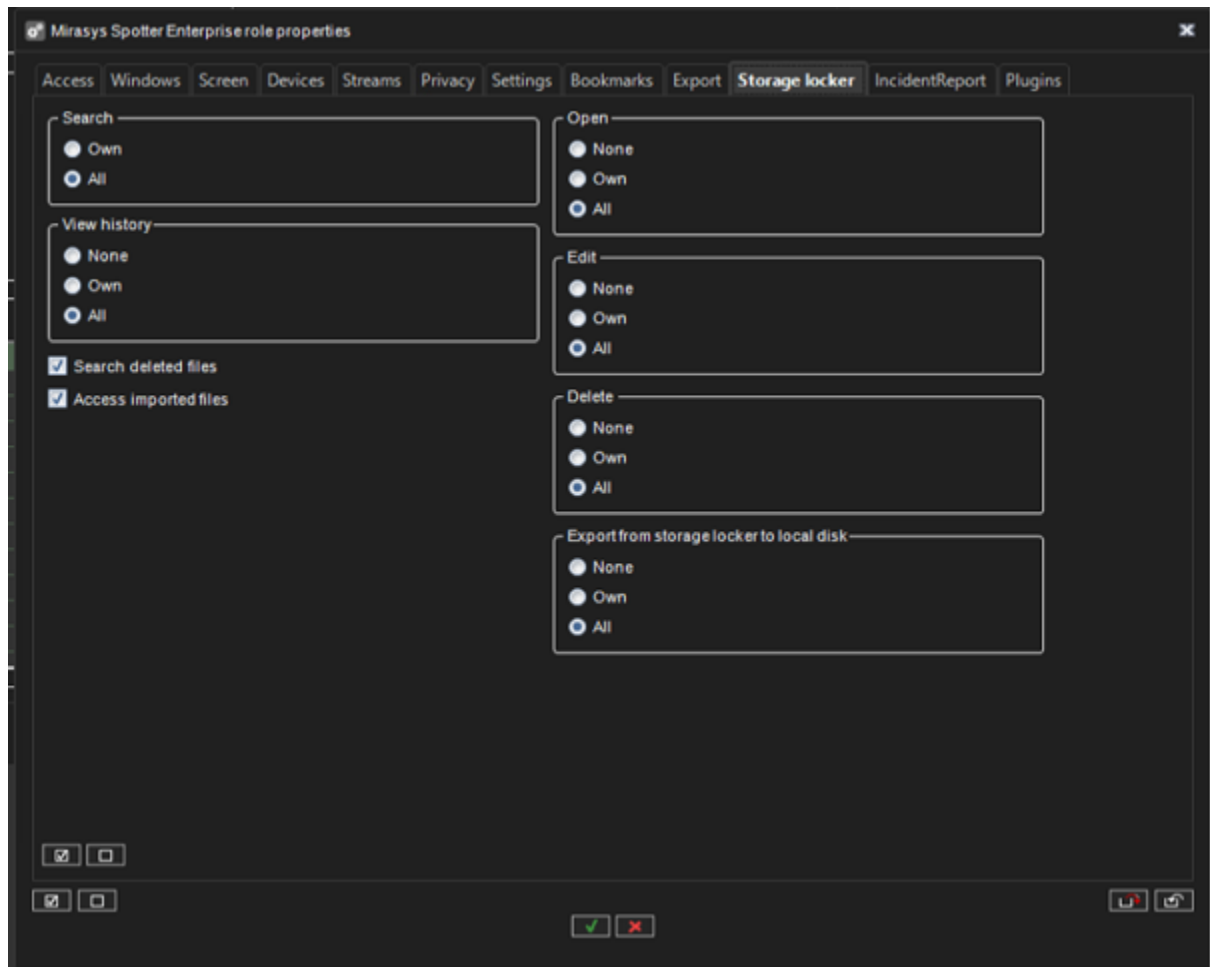 Mirasys Spotter Enterprise role properties
Access Windows Screen Devices Streams Privacy Settings Bookmarks Export Storage locker IncidentReport Plugins
Search
Own
All
View history
None
Own
All
Search deleted files
Access imported files
Open
None
Own
All
Edit
None
Own
All
Delete
None
Own
All
Export from storage locker to local disk
None
Own
All